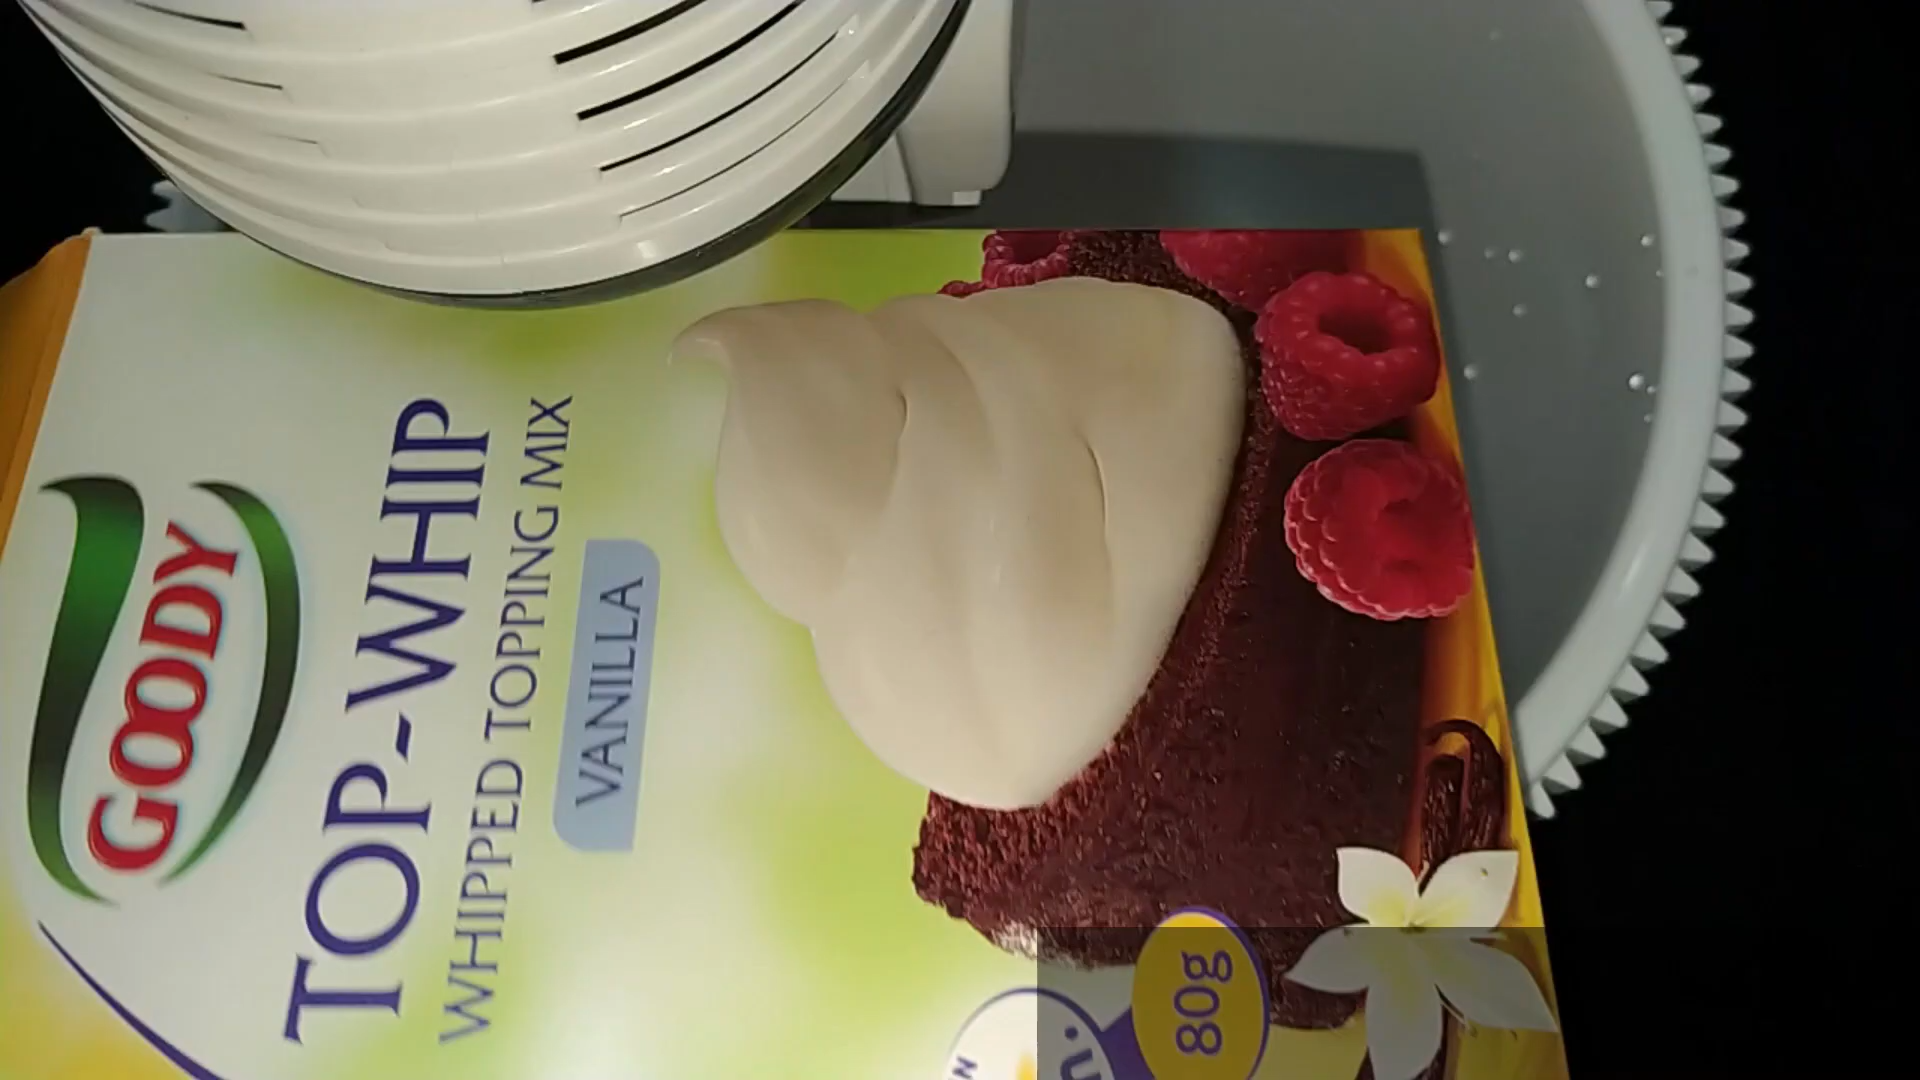 GOODY
TOP-WHIP
WHIPPED TOPPING MIX
VANILLA
80g